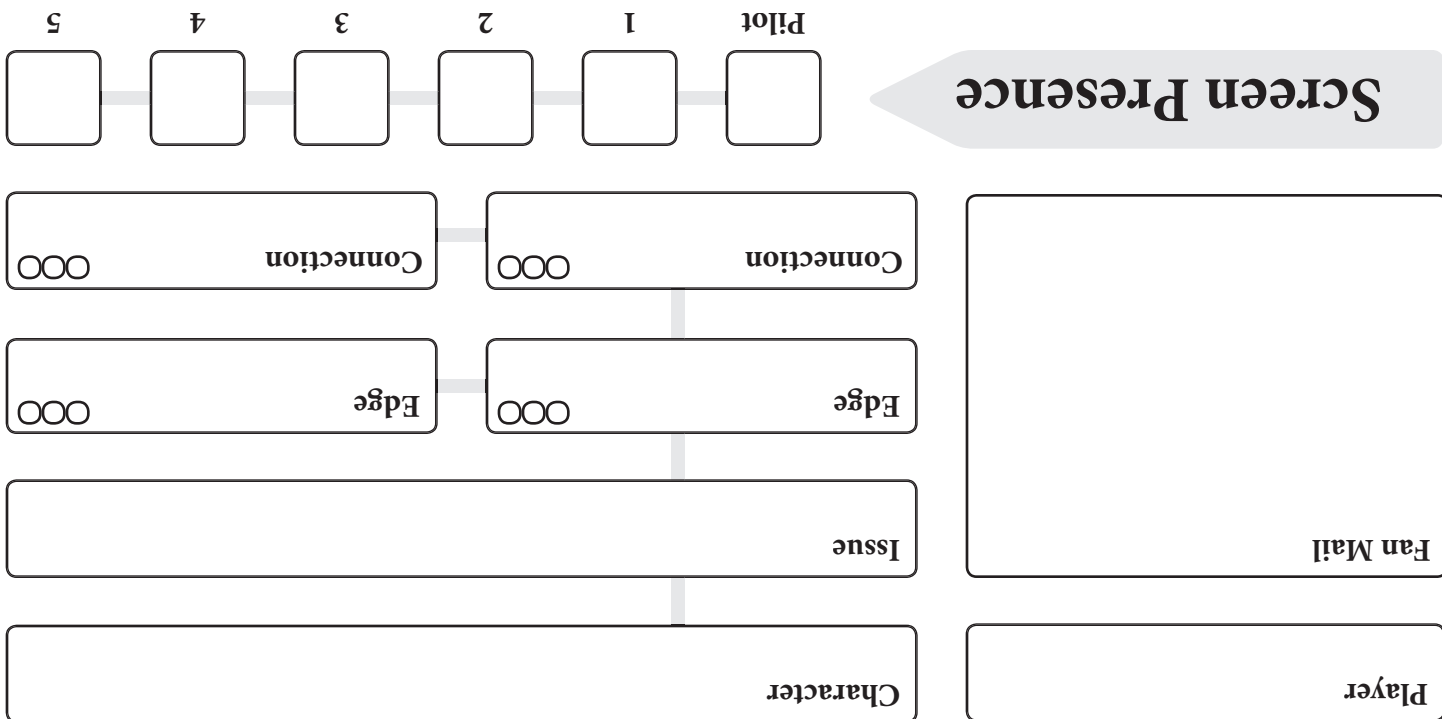 Player
Character
Fan Mail
Issue
Edge
Edge
Connection
Connection
Screen Presence
Pilot
1
2
3
4
5